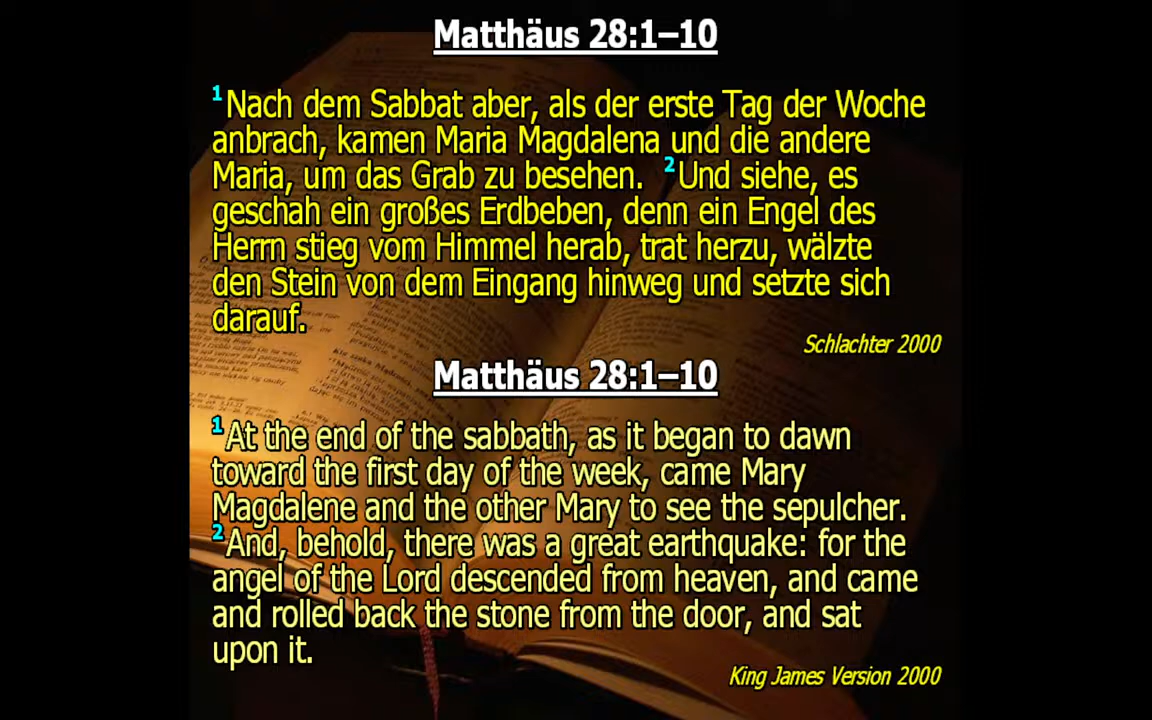 Matthäus 28:1–10
1Nach dem Sabbat aber, als der erste Tag der Woche
anbrach, kamen Maria Magdalena und die andere
Maria, um das Grab zu besehen. 2Und siehe, es
geschah ein großes Erdbeben, denn ein Engel des
Herrn stieg vom Himmel herab, trat herzu, wälzte
den Stein von dem Eingang hinweg und setzte sich
darauf.
Schlachter 2000
Matthäus 28:1–10
1At the end of the sabbath, as it began to dawn
toward the first day of the week, came Mary
Magdalene and the other Mary to see the sepulcher.
2And, behold, there was a great earthquake: for the
angel of the Lord descended from heaven, and came
and rolled back the stone from the door, and sat
upon it.
King James Version 2000